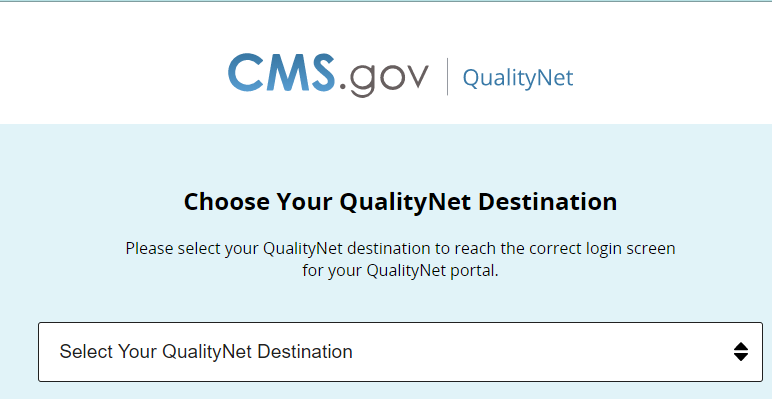 CMS.gov | QualityNet
Choose Your QualityNet Destination
Please select your QualityNet destination to reach the correct login screen
for your QualityNet portal.
Select Your QualityNet Destination